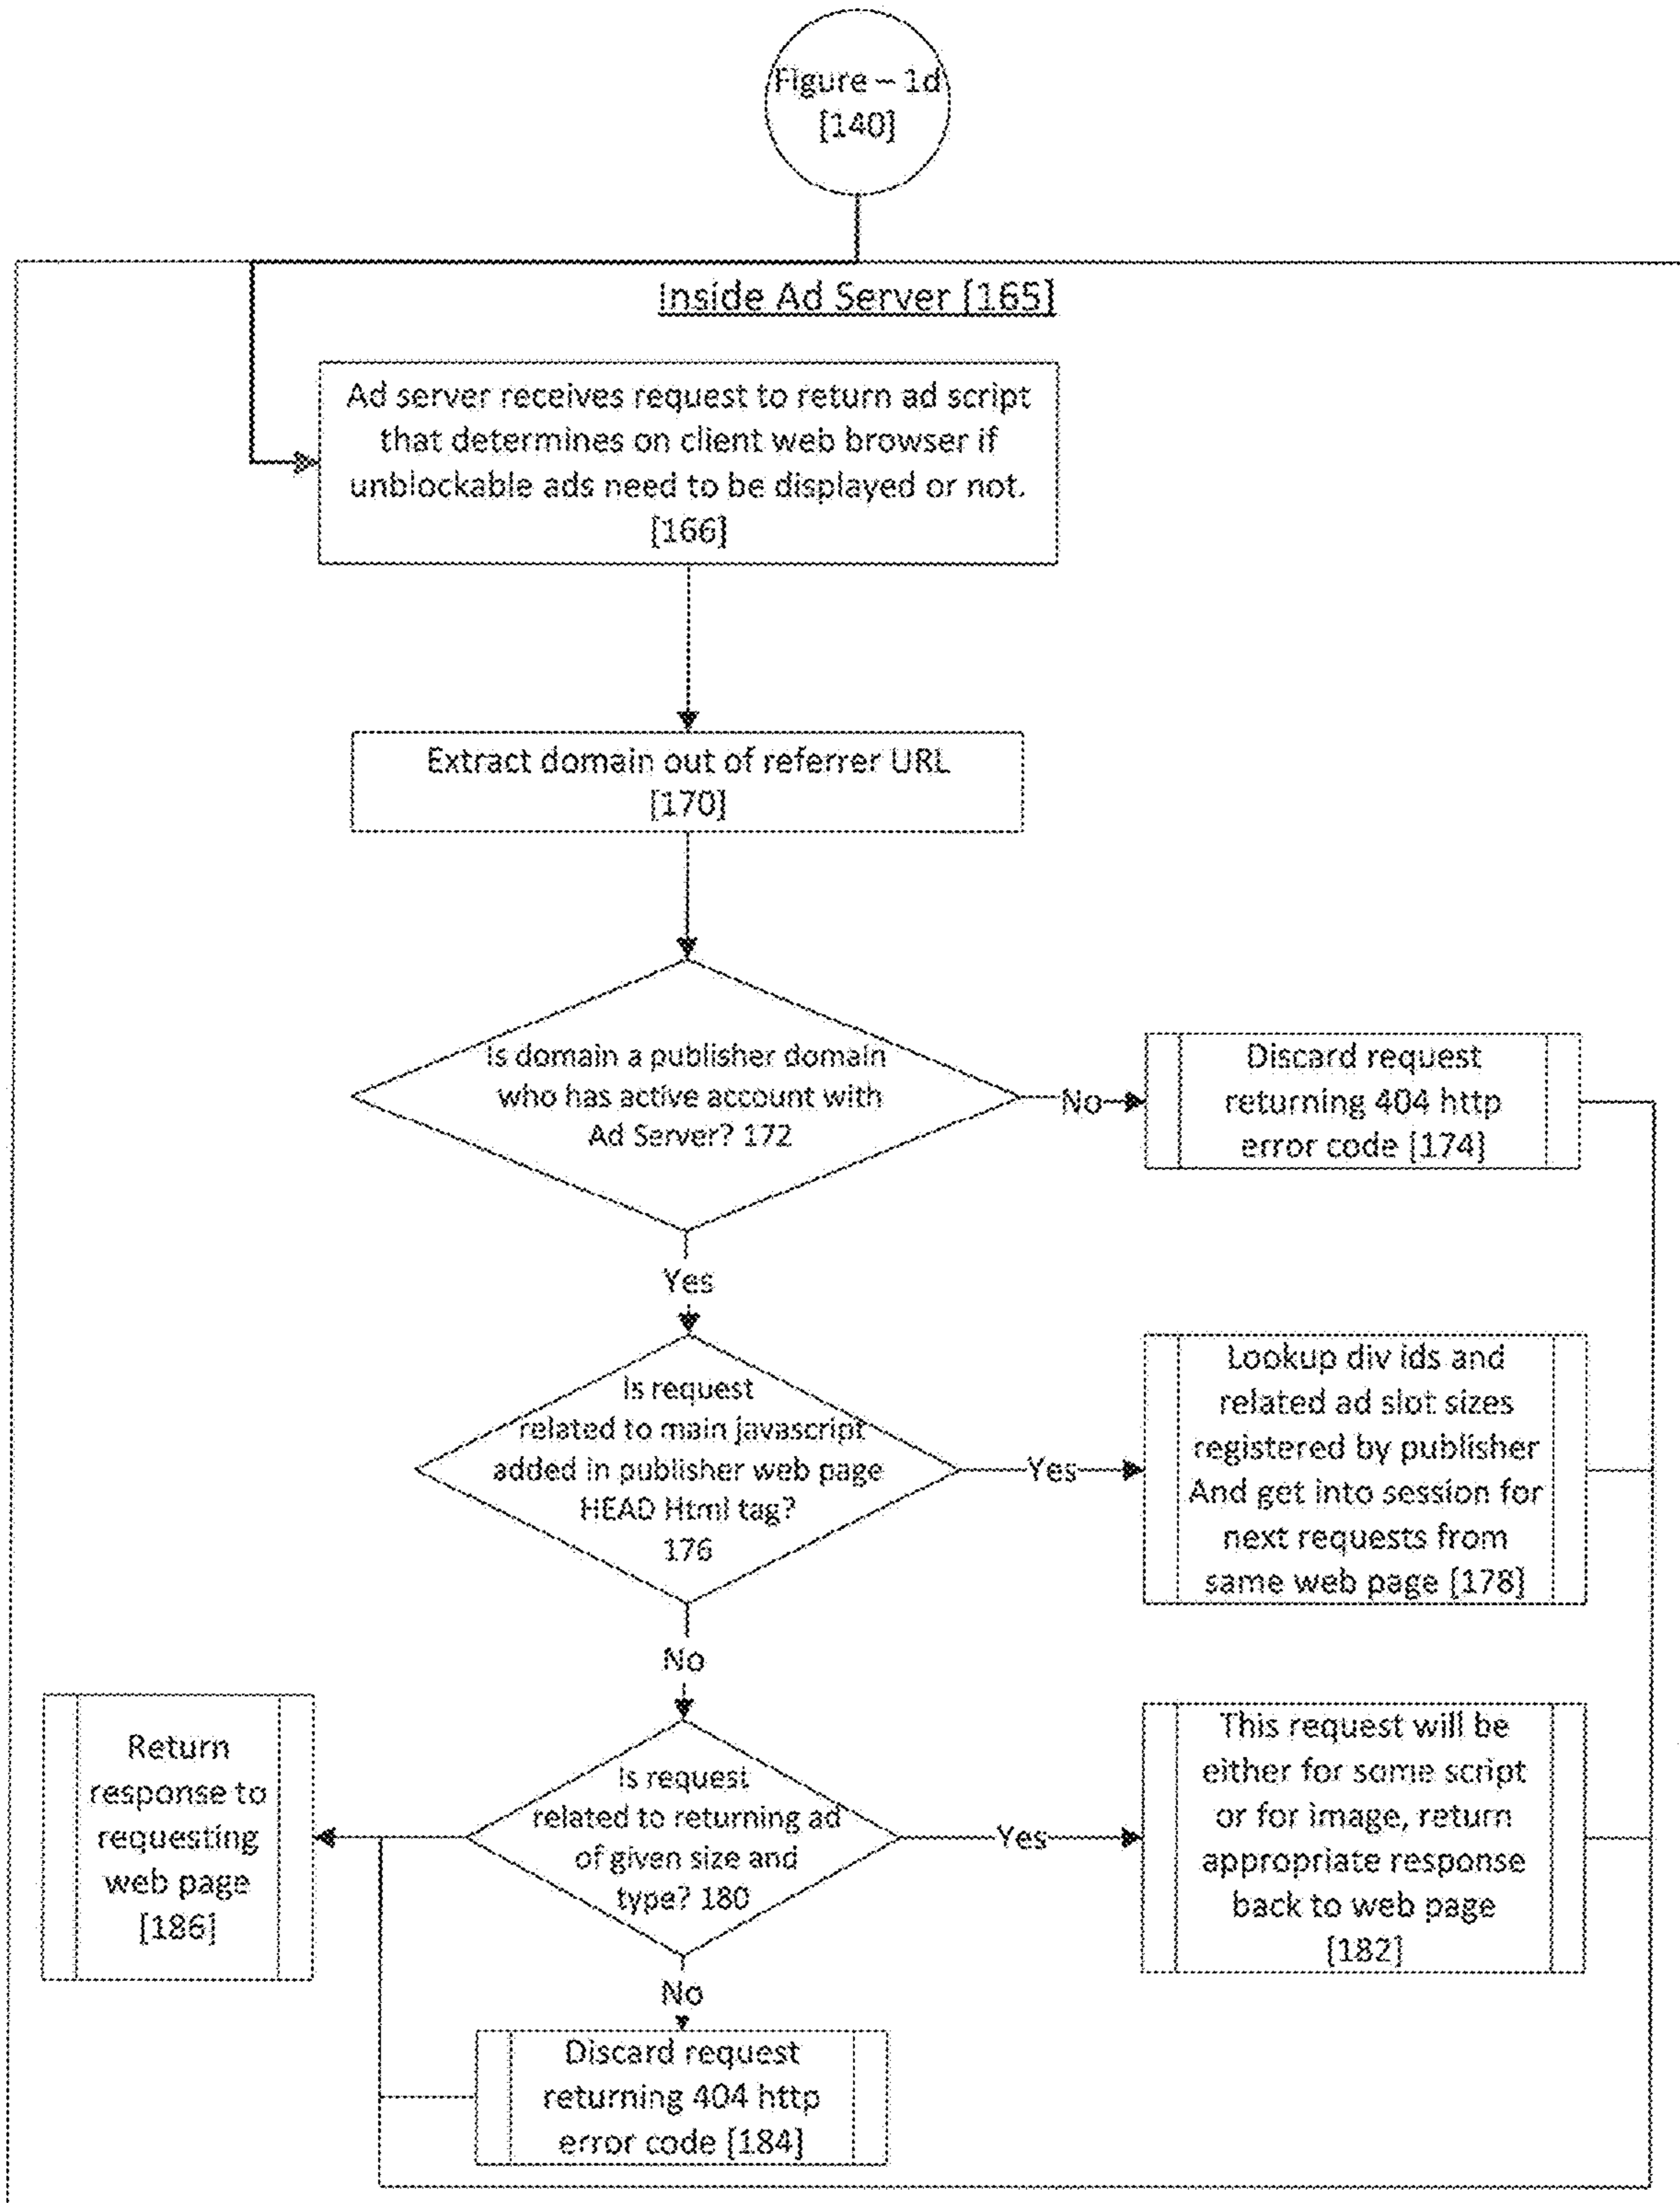 Figure – 1d
[140]
Inside Ad Server [165]
Ad server receives request to return ad script
that determines on client web browser if
unblockable ads need to be displayed or not.
[166]
Extract domain out of referrer URL
[170]
Is domain a publisher domain
who has active account with
Ad Server? 172
No
Discard request
returning 404 http
error code [174]
Yes
Is request
related to main javascript
added in publisher web page
HEAD Html tag?
176
Yes
Lookup div ids and
related ad slot sizes
registered by publisher
And get into session for
next requests from
same web page [178]
No
Return
response to
requesting
web page
[186]
Is request
related to returning ad
of given size and
type? 180
Yes
This request will be
either for some script
or for image, return
appropriate response
back to web page
[182]
No
Discard request
returning 404 http
error code [184]